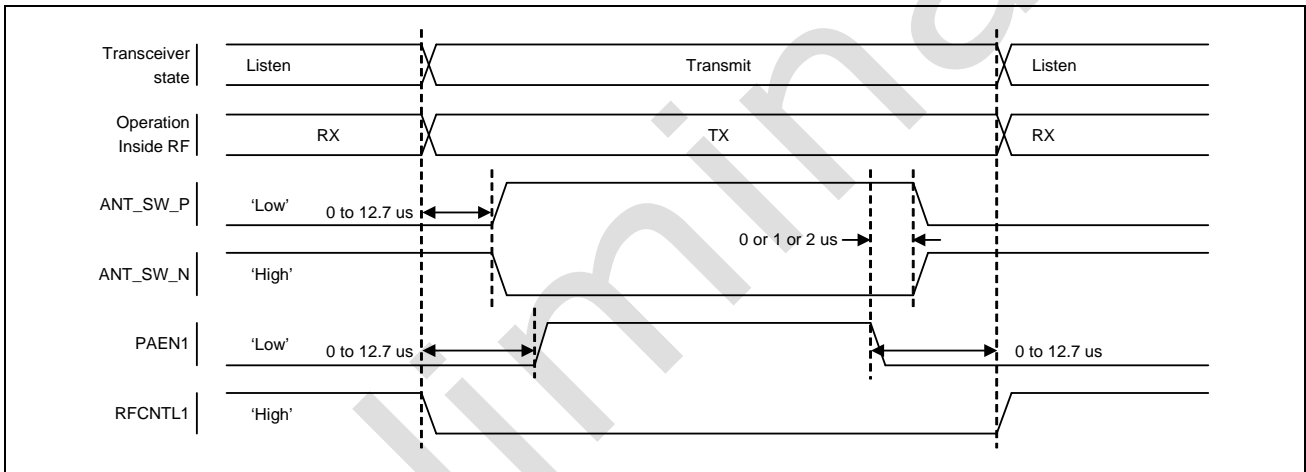 Transceiver
state
Listen
Transmit
Listen
Operation
Inside RF
RX
TX
RX
ANT_SW_P
'Low'
0 to 12.7 us
0 or 1 or 2 us
ANT_SW_N
'High'
PAEN1
'Low'
0 to 12.7 us
0 to 12.7 us
RFCNTL1
'High'